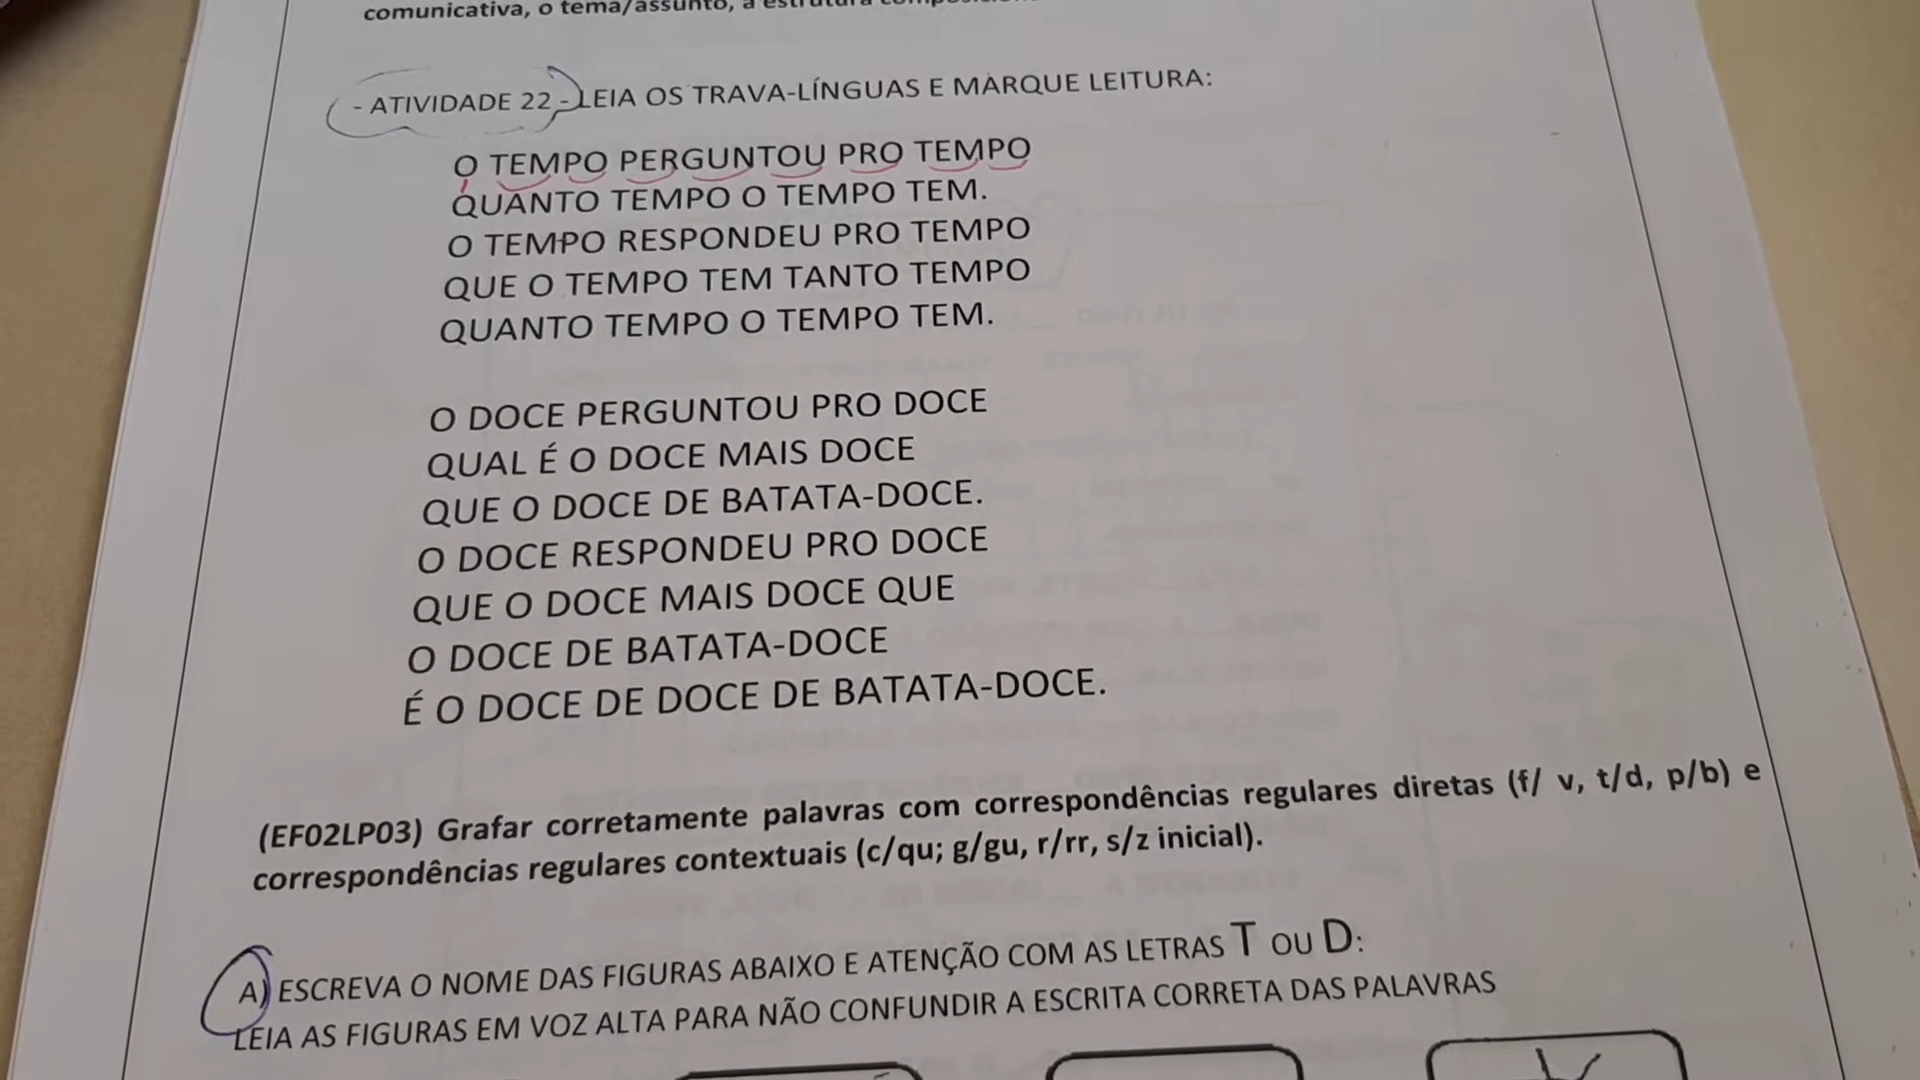 comunicativa, o tema/assunto, a estrutura
- ATIVIDADE 22 - LEIA OS TRAVA-LÍNGUAS E MARQUE LEITURA:
O TEMPO PERGUNTOU PRO TEMPO
QUANTO TEMPO O TEMPO TEM.
O TEMPO RESPONDEU PRO TEMPO
QUE O TEMPO TEM TANTO TEMPO
QUANTO TEMPO O TEMPO TEM.
O DOCE PERGUNTOU PRO DOCE
QUAL É O DOCE MAIS DOCE
QUE O DOCE DE BATATA-DOCE.
O DOCE RESPONDEU PRO DOCE
QUE O DOCE MAIS DOCE QUE
O DOCE DE BATATA-DOCE
É O DOCE DE DOCE DE BATATA-DOCE.
(EF02LP03) Grafar corretamente palavras com correspondências regulares diretas (f/ v, t/d, p/b) e
correspondências regulares contextuais (c/qu; g/gu, r/rr, s/z inicial).
A) ESCREVA O NOME DAS FIGURAS ABAIXO E ATENÇÃO COM AS LETRAS T OU D:
LEIA AS FIGURAS EM VOZ ALTA PARA NÃO CONFUNDIR A ESCRITA CORRETA DAS PALAVRAS